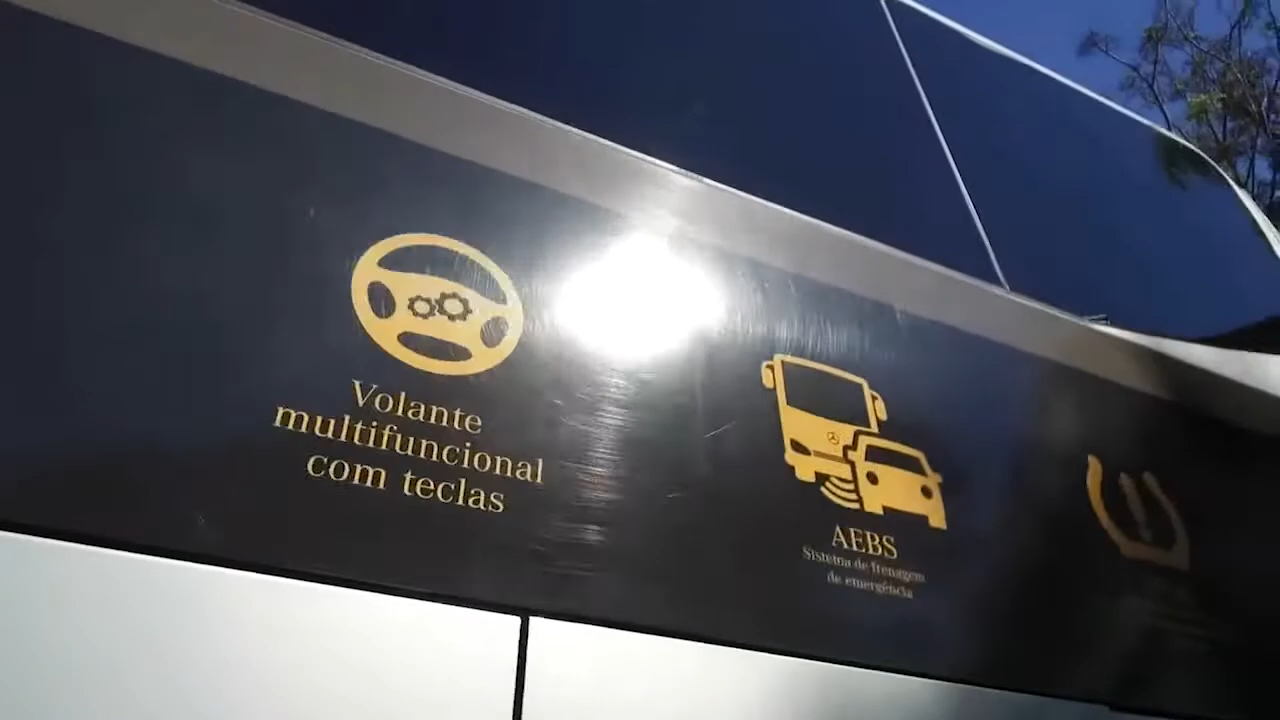 Volante
multifuncional
com teclas
AEBS
Sistema de frenagem
de emergência